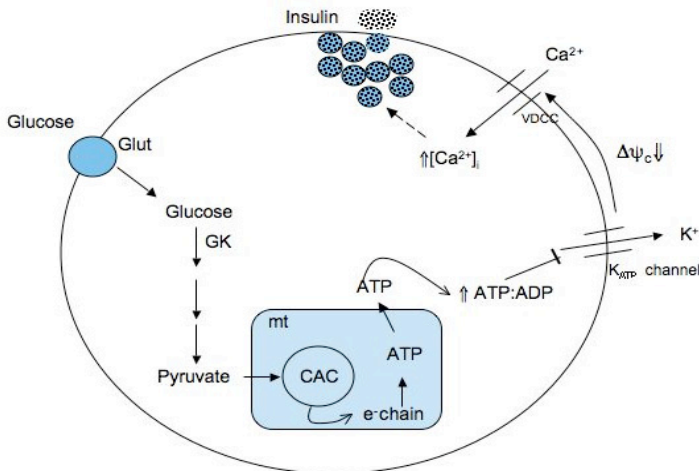 Insulin
Ca²⁺
VDCC
Glucose
Glut
⇑[Ca²⁺]ᵢ
Δψc⇓
Glucose
GK
K⁺
KATP channel
ATP
⇑ ATP:ADP
mt
ATP
Pyruvate
CAC
e⁻chain